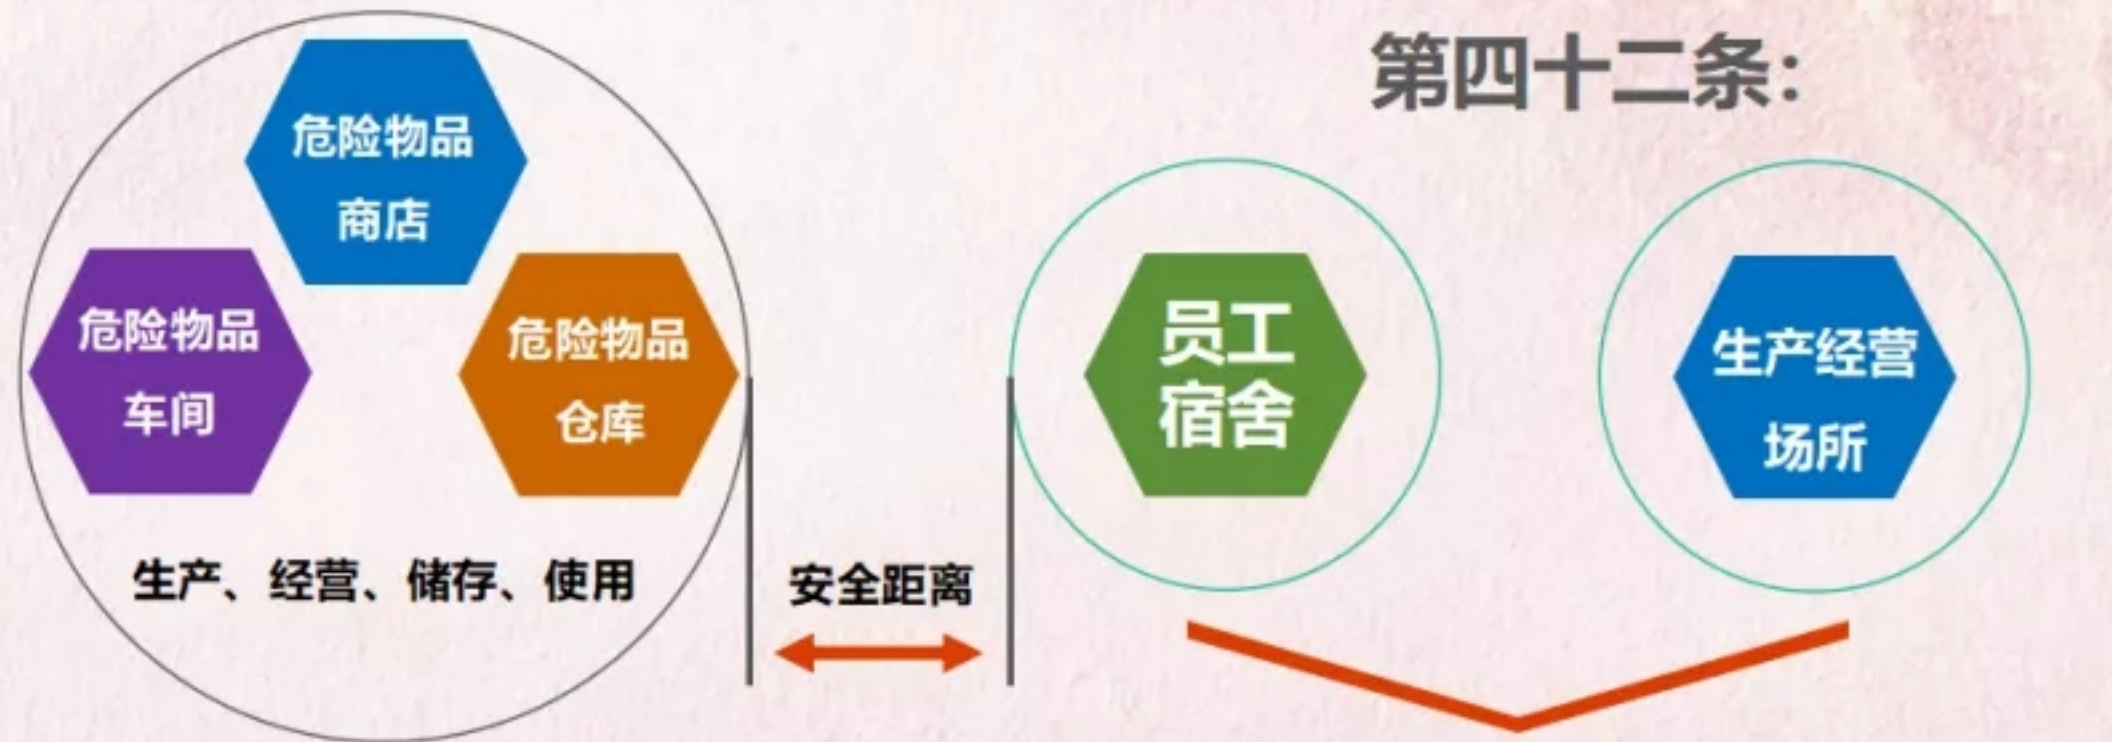 第四十二条：
危险物品
商店
危险物品
车间
危险物品
仓库
生产、经营、储存、使用
安全距离
员工
宿舍
生产经营
场所